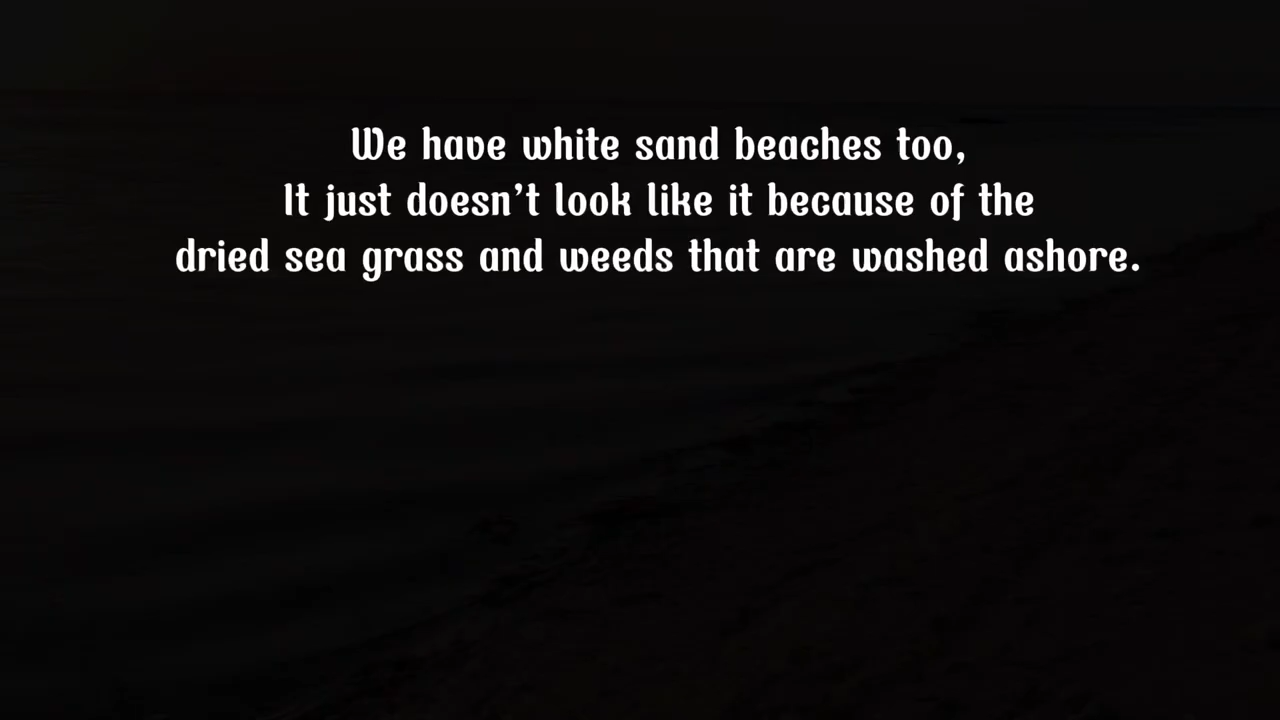 We have white sand beaches too,
It just doesn’t look like it because of the
dried sea grass and weeds that are washed ashore.